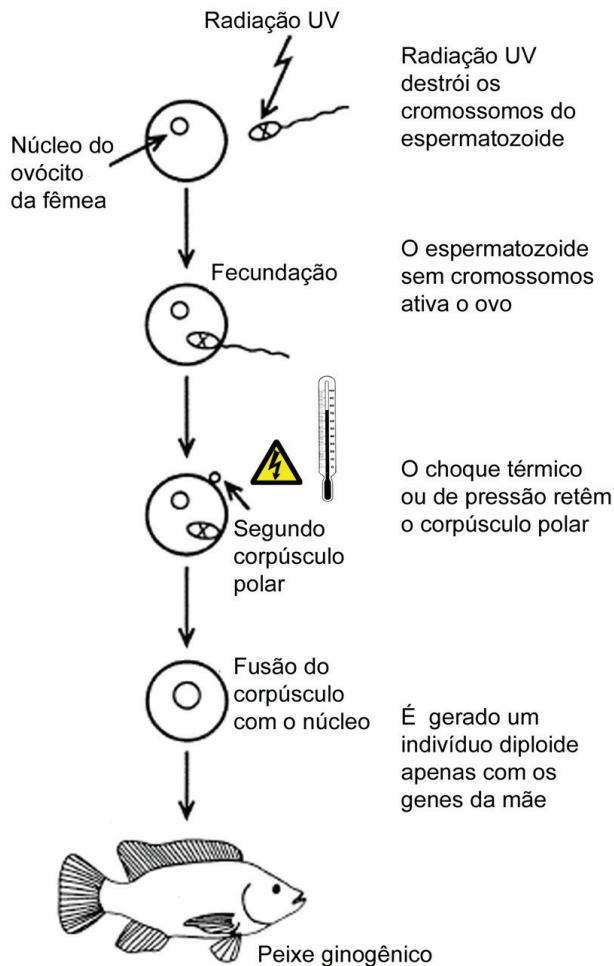 Radiação UV
Radiação UV
destrói os
cromossomos do
espermatozoide
Núcleo do
ovócito
da fêmea
Fecundação
O espermatozoide
sem cromossomos
ativa o ovo
O choque térmico
ou de pressão retêm
o corpúsculo polar
Segundo
corpúsculo
polar
Fusão do
corpúsculo
com o núcleo
É gerado um
indivíduo diploide
apenas com os
genes da mãe
Peixe ginogênico